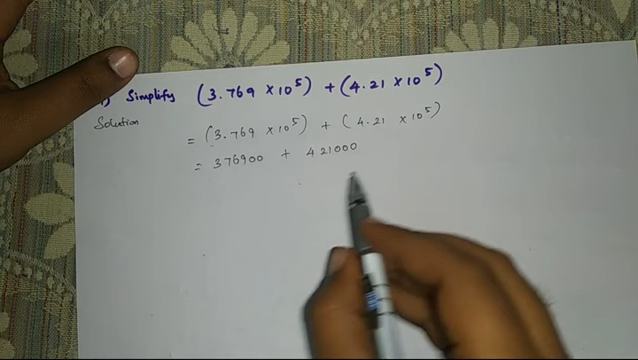 ) Simplify (3.769 × 10⁵) + (4.21 × 10⁵)
Solution
= (3.769 × 10⁵) + (4.21 × 10⁵)
= 376900 + 421000